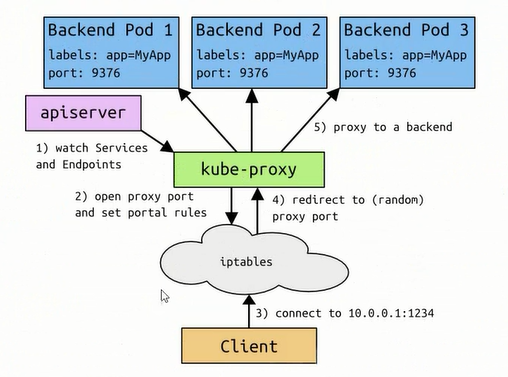 Backend Pod 1
labels: app=MyApp
port: 9376
Backend Pod 2
labels: app=MyApp
port: 9376
Backend Pod 3
labels: app=MyApp
port: 9376
apiserver
1) watch Services
and Endpoints
kube-proxy
5) proxy to a backend
2) open proxy port
and set portal rules
4) redirect to (random)
proxy port
iptables
3) connect to 10.0.0.1:1234
Client